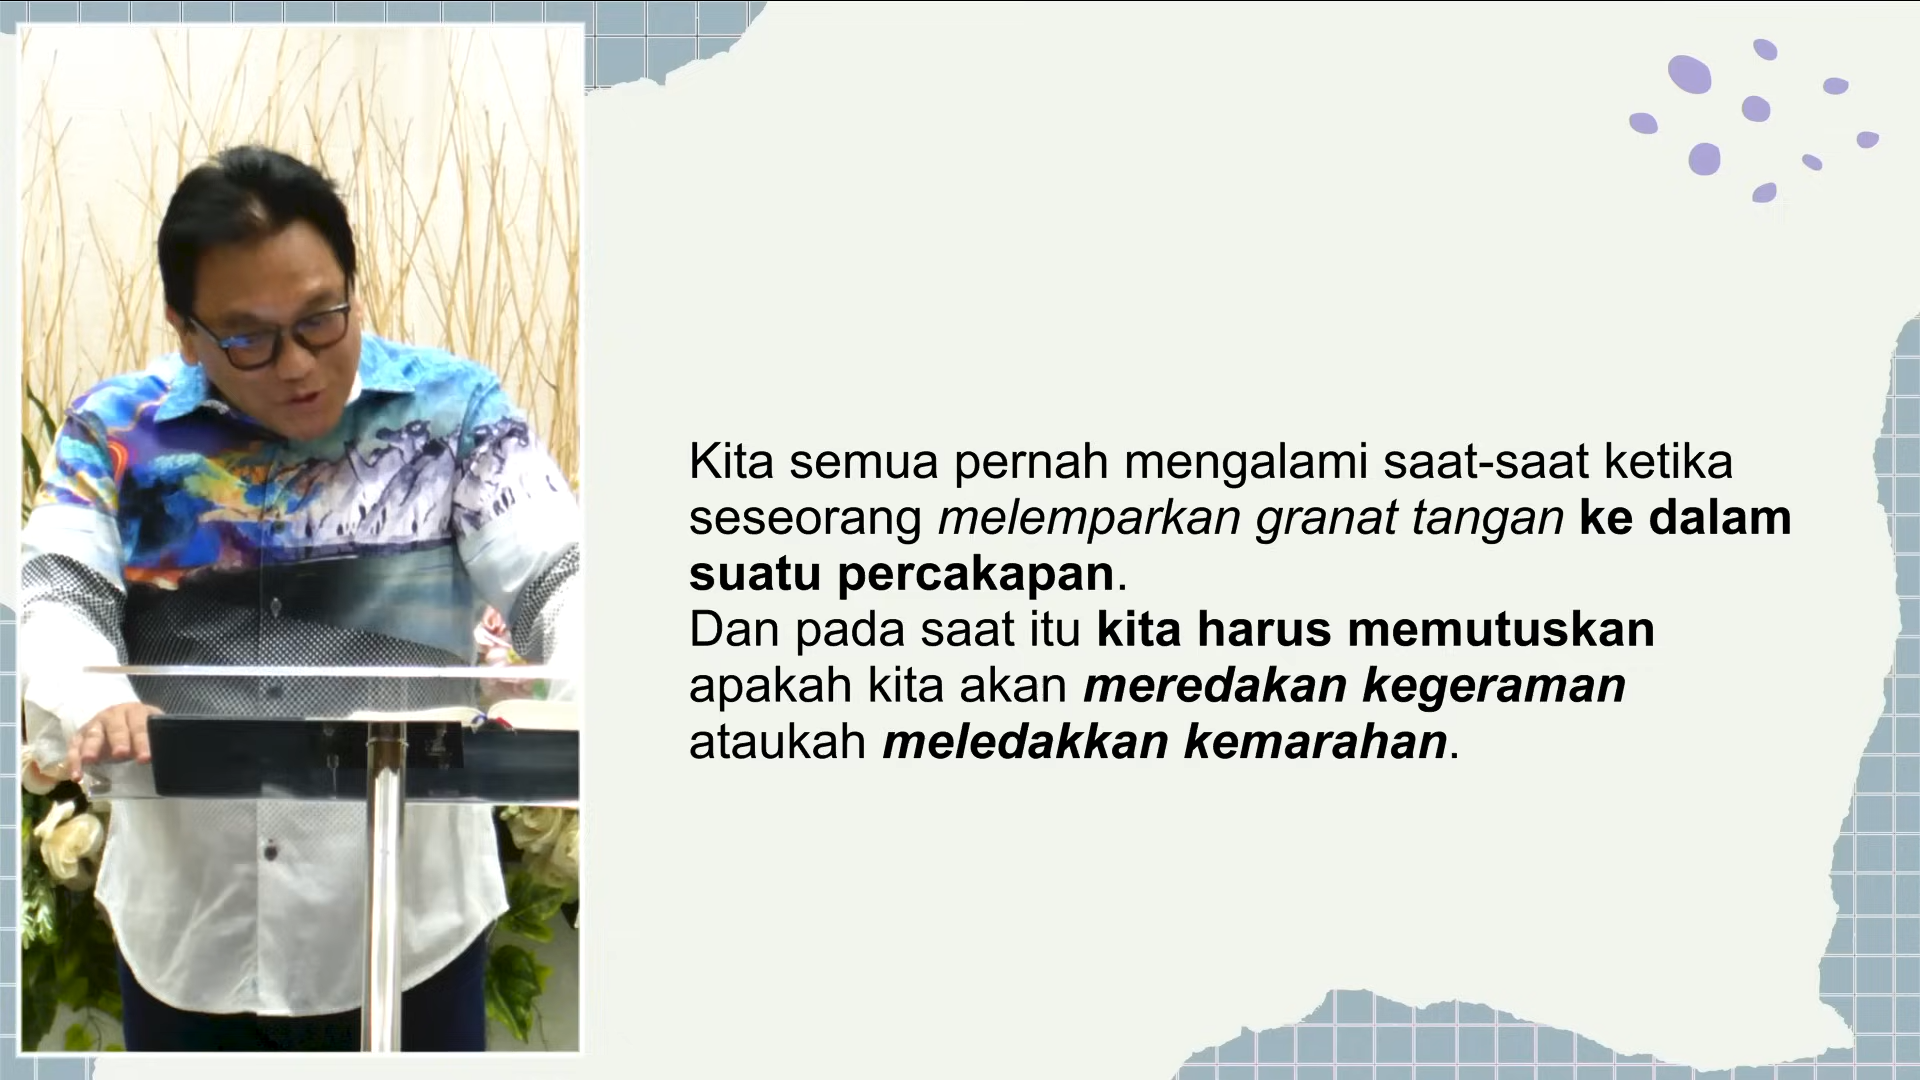 Kita semua pernah mengalami saat-saat ketika
seseorang melemparkan granat tangan ke dalam
suatu percakapan.
Dan pada saat itu kita harus memutuskan
apakah kita akan meredakan kegeraman
ataukah meledakkan kemarahan.